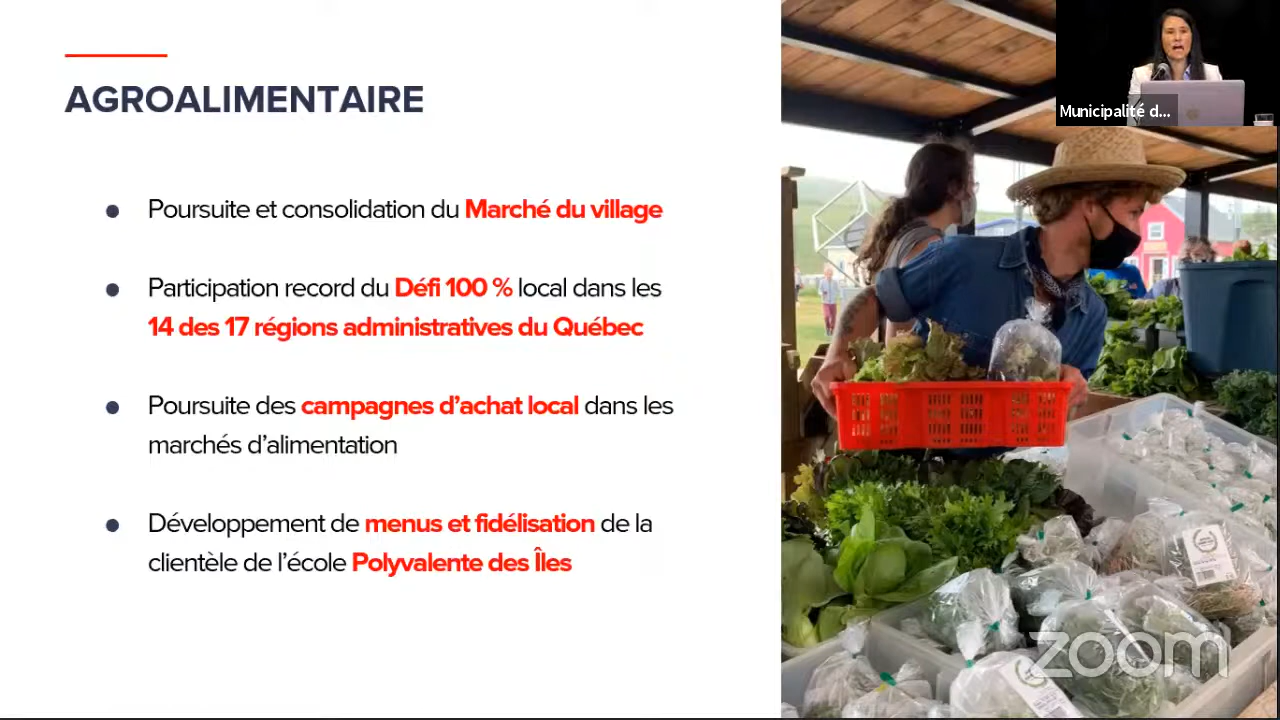 AGROALIMENTAIRE
Poursuite et consolidation du Marché du village
Participation record du Défi 100 % local dans les
14 des 17 régions administratives du Québec
Poursuite des campagnes d’achat local dans les
marchés d’alimentation
Développement de menus et fidélisation de la
clientèle de l’école Polyvalente des Îles
Municipalité d...
zoom